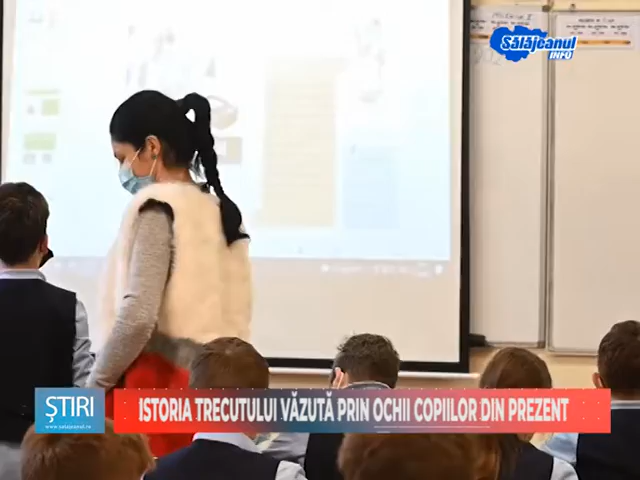 Sălăjeanul
INFO
ȘTIRI
www.salajeanul.ro
ISTORIA TRECUTULUI VĂZUTĂ PRIN OCHII COPIILOR DIN PREZENT